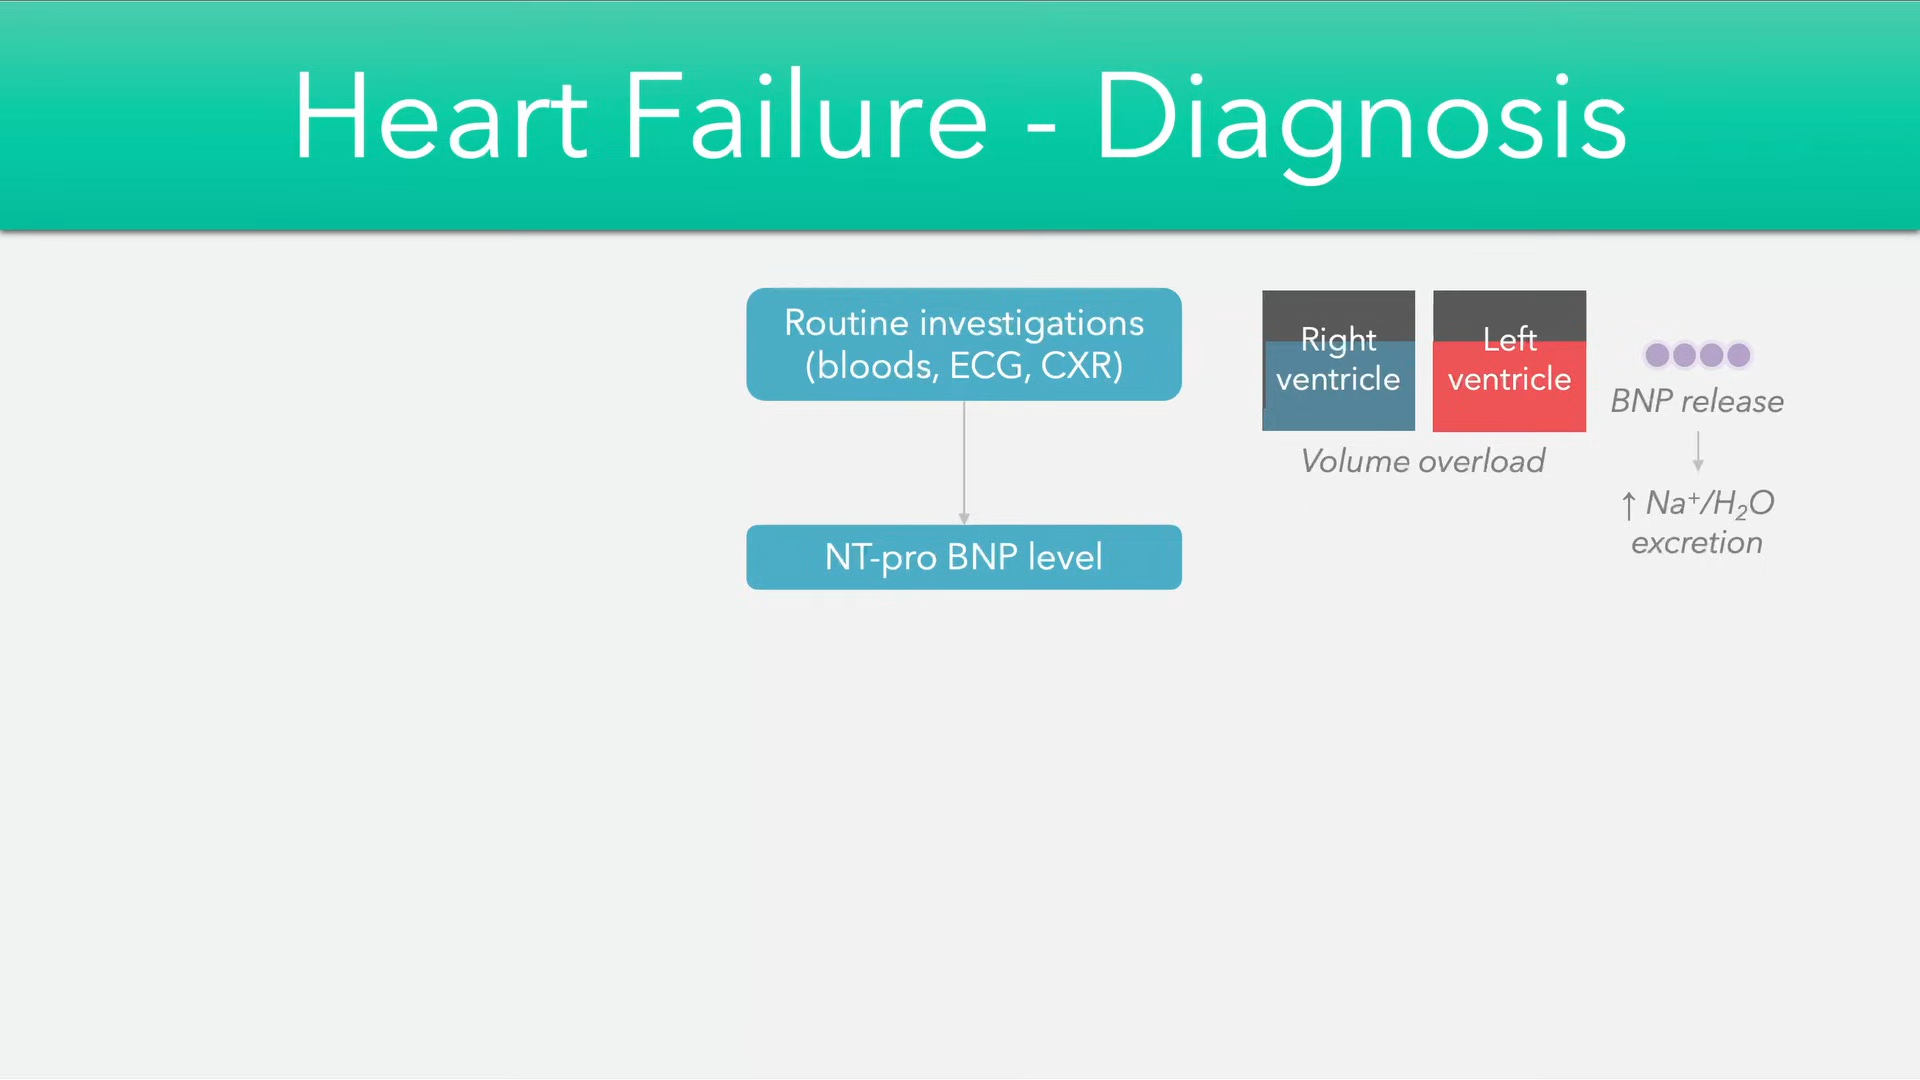 Heart Failure - Diagnosis
Routine investigations
(bloods, ECG, CXR)
NT-pro BNP level
Right
ventricle
Left
ventricle
Volume overload
BNP release
↑ Na⁺/H₂O
excretion